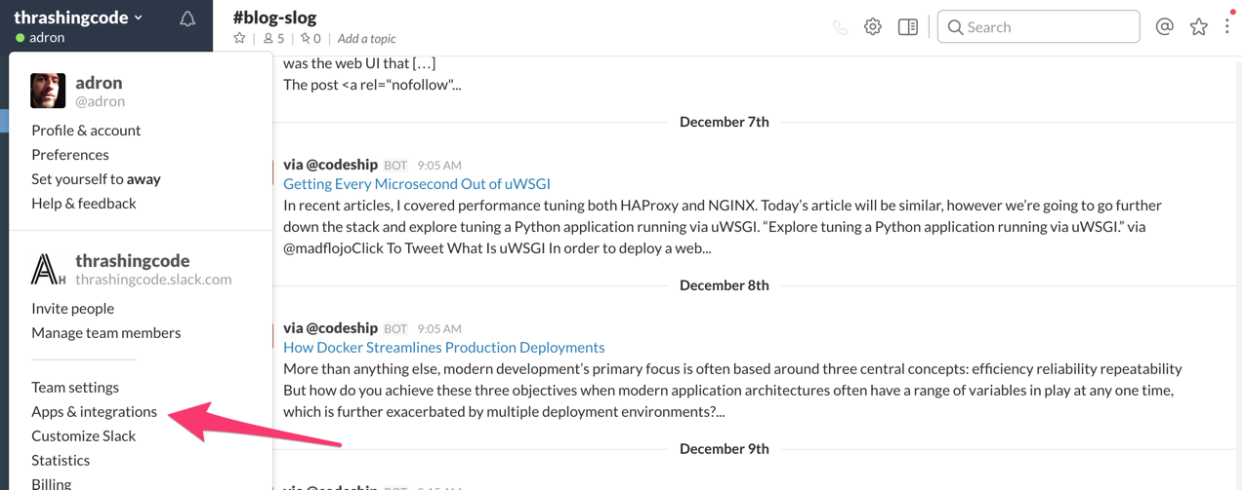 thrashingcode
adron
#blog-slog
5 | 0 | Add a topic
Search
adron
@adron
Profile & account
Preferences
Set yourself to away
Help & feedback
thrashingcode
thrashingcode.slack.com
Invite people
Manage team members
Team settings
Apps & integrations
Customize Slack
Statistics
Billing
was the web UI that […]
The post <a rel="nofollow"...
December 7th
via @codeship BOT 9:05 AM
Getting Every Microsecond Out of uWSGI
In recent articles, I covered performance tuning both HAProxy and NGINX. Today’s article will be similar, however we’re going to go further
down the stack and explore tuning a Python application running via uWSGI. “Explore tuning a Python application running via uWSGI.” via
@madflojoClick To Tweet What Is uWSGI In order to deploy a web...
December 8th
via @codeship BOT 9:05 AM
How Docker Streamlines Production Deployments
More than anything else, modern development’s primary focus is often based around three central concepts: efficiency reliability repeatability
But how do you achieve these three objectives when modern application architectures often have a range of variables in play at any one time,
which is further exacerbated by multiple deployment environments?...
December 9th
via @codeship BOT